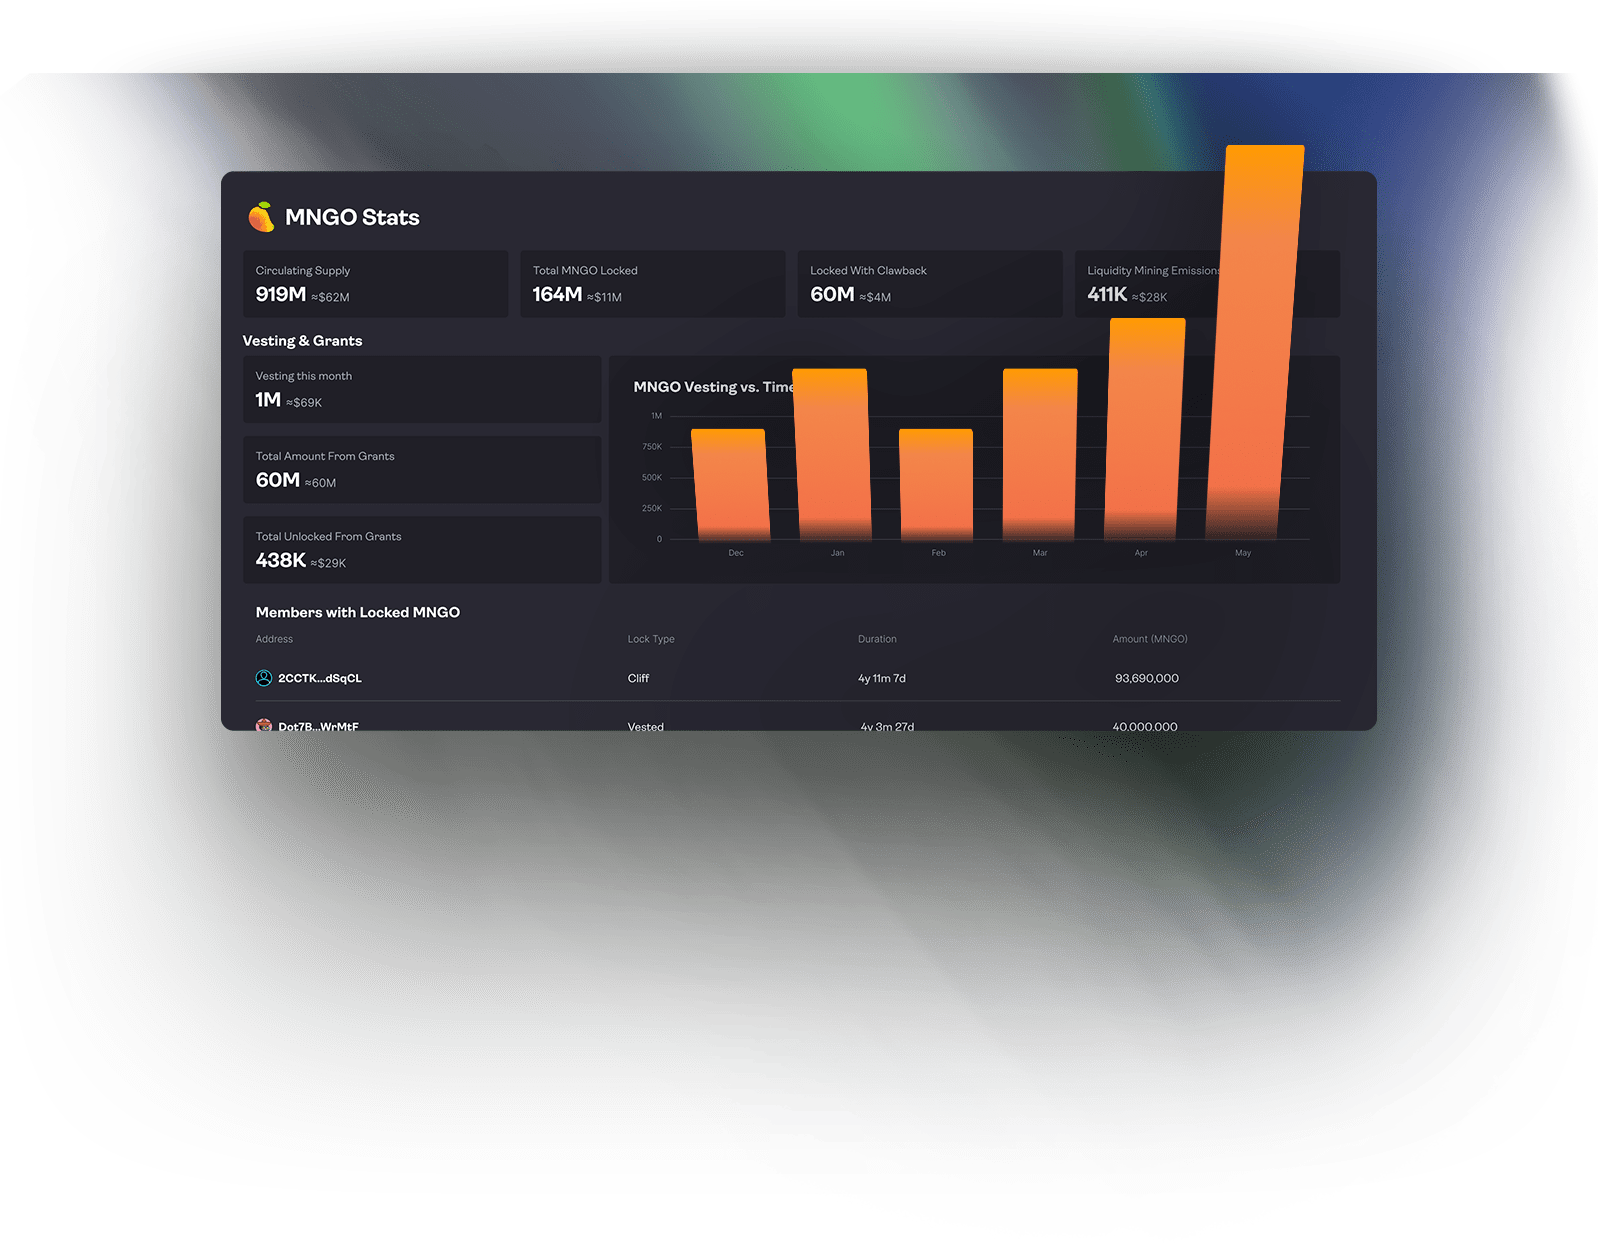 MNGO Stats
Circulating Supply
919M ≈$62M
Total MNGO Locked
164M ≈$11M
Locked With Clawback
60M ≈$4M
Liquidity Mining Emissions
411K ≈$28K
Vesting & Grants
Vesting this month
1M ≈$69K
Total Amount From Grants
60M ≈60M
Total Unlocked From Grants
438K ≈$29K
MNGO Vesting vs. Time
1M
750K
500K
250K
0
Dec Jan Feb Mar Apr May
Members with Locked MNGO
Address Lock Type Duration Amount (MNGO)
2CCTK...dSqCL Cliff 4y 11m 7d 93,690,000
Dot7B...WrMtF Vested 4y 3m 27d 40,000,000